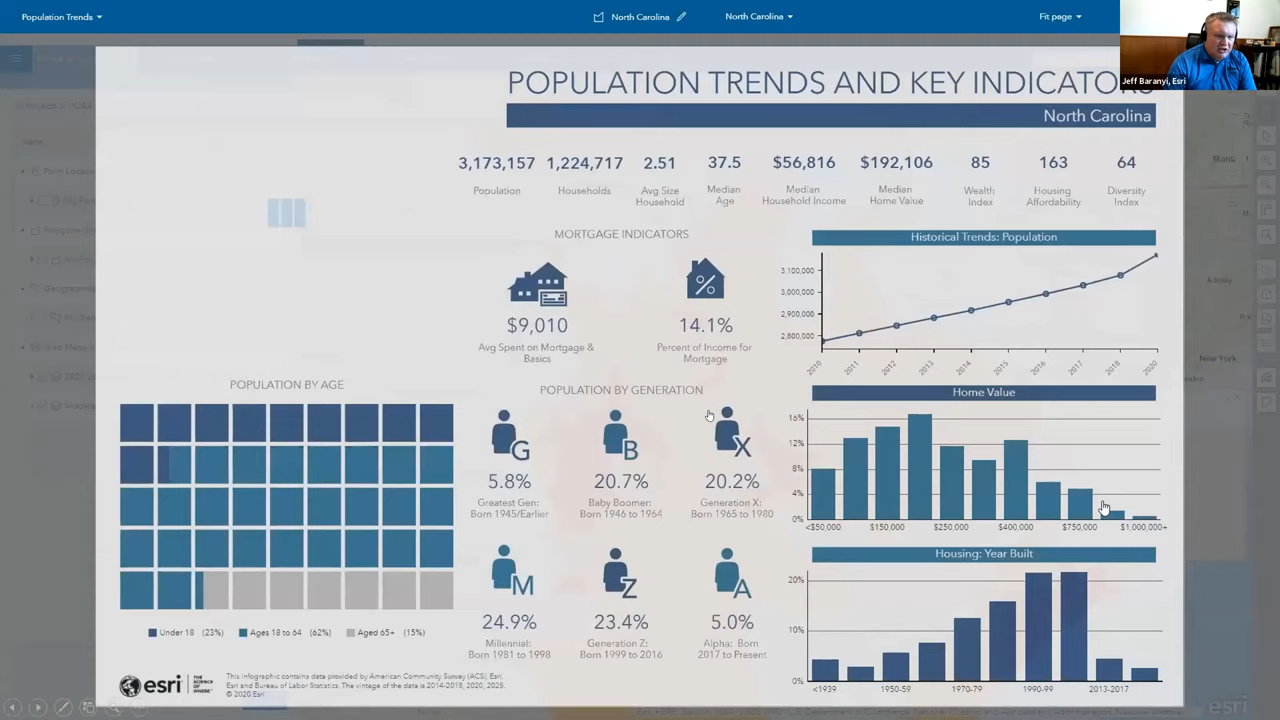 Population Trends
North Carolina
North Carolina
Fit page
Jeff Baranyi, Esri
POPULATION TRENDS AND KEY INDICATORS
North Carolina
3,173,157 1,224,717 2.51 37.5 $56,816 $192,106 85 163 64
Population Households Avg Size Household Median Age Median Household Income Median Home Value Wealth Index Housing Affordability Diversity Index
MORTGAGE INDICATORS
$9,010
Avg Spent on Mortgage &
Basics
14.1%
Percent of Income for
Mortgage
Historical Trends: Population
3,100,000
3,000,000
2,900,000
2,800,000
2010 2011 2012 2013 2014 2015 2016 2017 2018 2020
POPULATION BY AGE
Under 18 (23%) Ages 18 to 64 (62%) Aged 65+ (15%)
POPULATION BY GENERATION
G
5.8%
Greatest Gen:
Born 1945/Earlier
B
20.7%
Baby Boomer:
Born 1946 to 1964
X
20.2%
Generation X:
Born 1965 to 1980
M
24.9%
Millennial:
Born 1981 to 1998
Z
23.4%
Generation Z:
Born 1999 to 2016
A
5.0%
Alpha: Born
2017 to Present
Home Value
16%
12%
8%
4%
0%
<$50,000 $150,000 $250,000 $400,000 $750,000 $1,000,000+
Housing: Year Built
20%
10%
0%
<1939 1950-59 1970-79 1990-99 2013-2017
esri
THE
SCIENCE
OF
WHERE
This infographic contains data provided by American Community Survey (ACS), Esri,
Esri and Bureau of Labor Statistics. The vintage of the data is 2014-2018, 2020, 2025.
© 2020 Esri
New York
esri